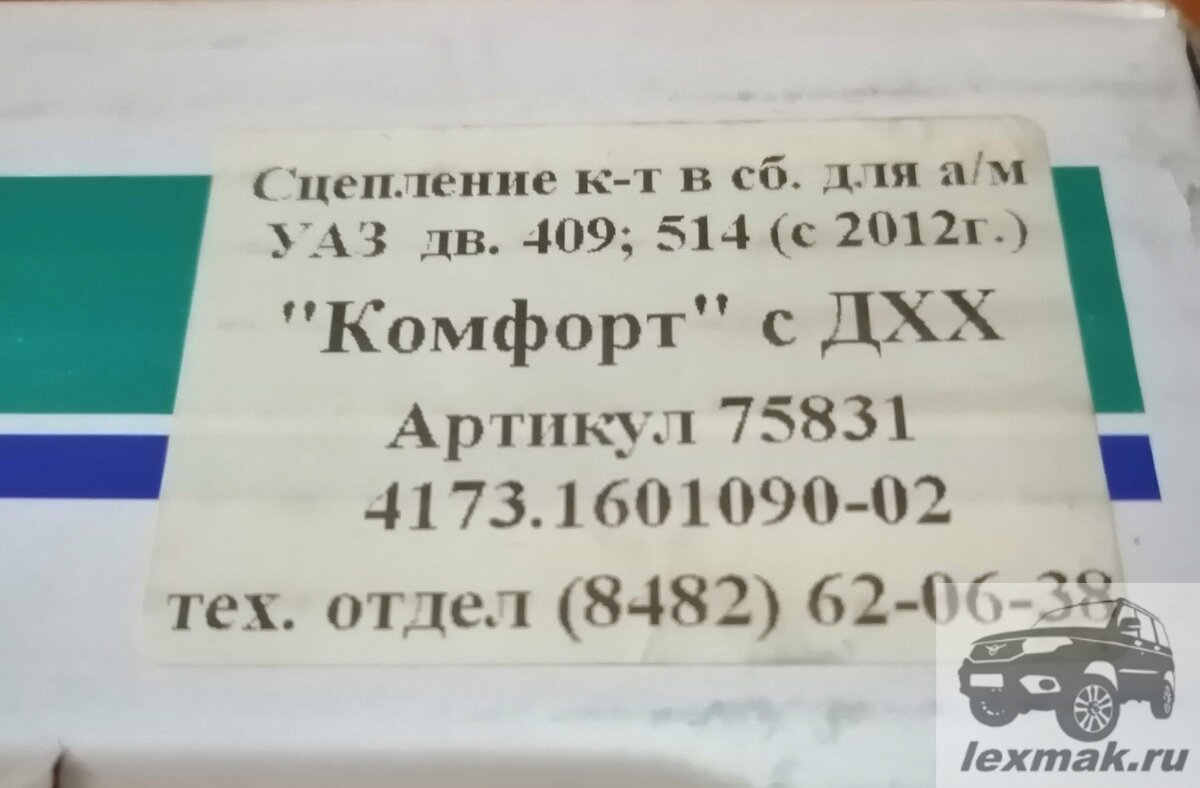 Сцепление к-т в сб. для а/м
УАЗ дв. 409; 514 (с 2012г.)
"Комфорт" с ДХХ
Артикул 75831
4173.1601090-02
тех. отдел (8482) 62-06-38
lexmak.ru